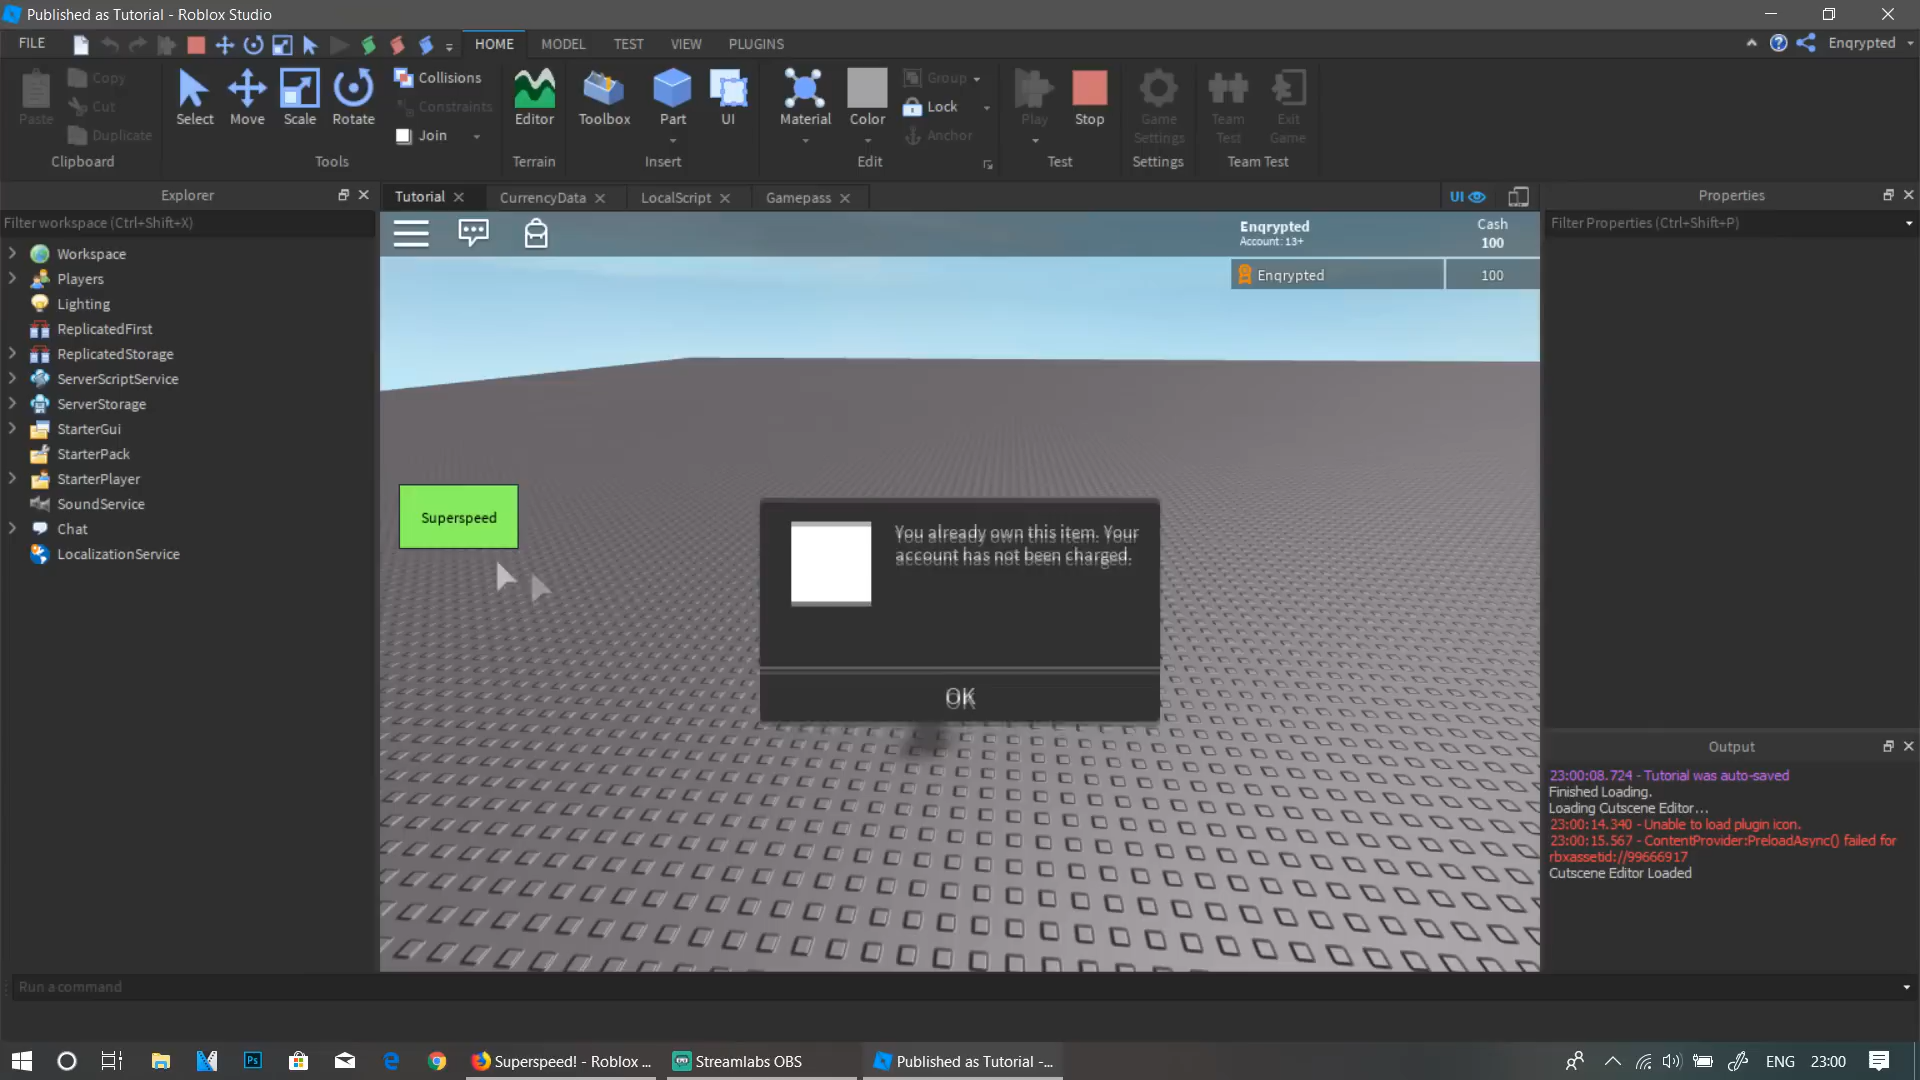 Published as Tutorial - Roblox Studio
FILE
HOME
MODEL
TEST
VIEW
PLUGINS
Enqrypted
Paste
Copy
Cut
Duplicate
Clipboard
Select
Move
Scale
Rotate
Collisions
Constraints
Join
Tools
Editor
Terrain
Toolbox
Part
UI
Insert
Material
Color
Group
Lock
Anchor
Edit
Play
Stop
Test
Game
Settings
Settings
Team
Test
Exit
Game
Team Test
Explorer
Filter workspace (Ctrl+Shift+X)
Workspace
Players
Lighting
ReplicatedFirst
ReplicatedStorage
ServerScriptService
ServerStorage
StarterGui
StarterPack
StarterPlayer
SoundService
Chat
LocalizationService
Tutorial
CurrencyData
LocalScript
Gamepass
UI
Enqrypted
Account: 13+
Cash
100
Enqrypted
100
Superspeed
You already own this item. Your
account has not been charged.
OK
Properties
Filter Properties (Ctrl+Shift+P)
Output
23:00:08.724 - Tutorial was auto-saved
Finished Loading.
Loading Cutscene Editor...
23:00:14.340 - Unable to load plugin icon.
23:00:15.567 - ContentProvider:PreloadAsync() failed for
rbxassetid://99666917
Cutscene Editor Loaded
Run a command
Ps
Superspeed! - Roblox ...
Streamlabs OBS
Published as Tutorial -...
ENG
23:00